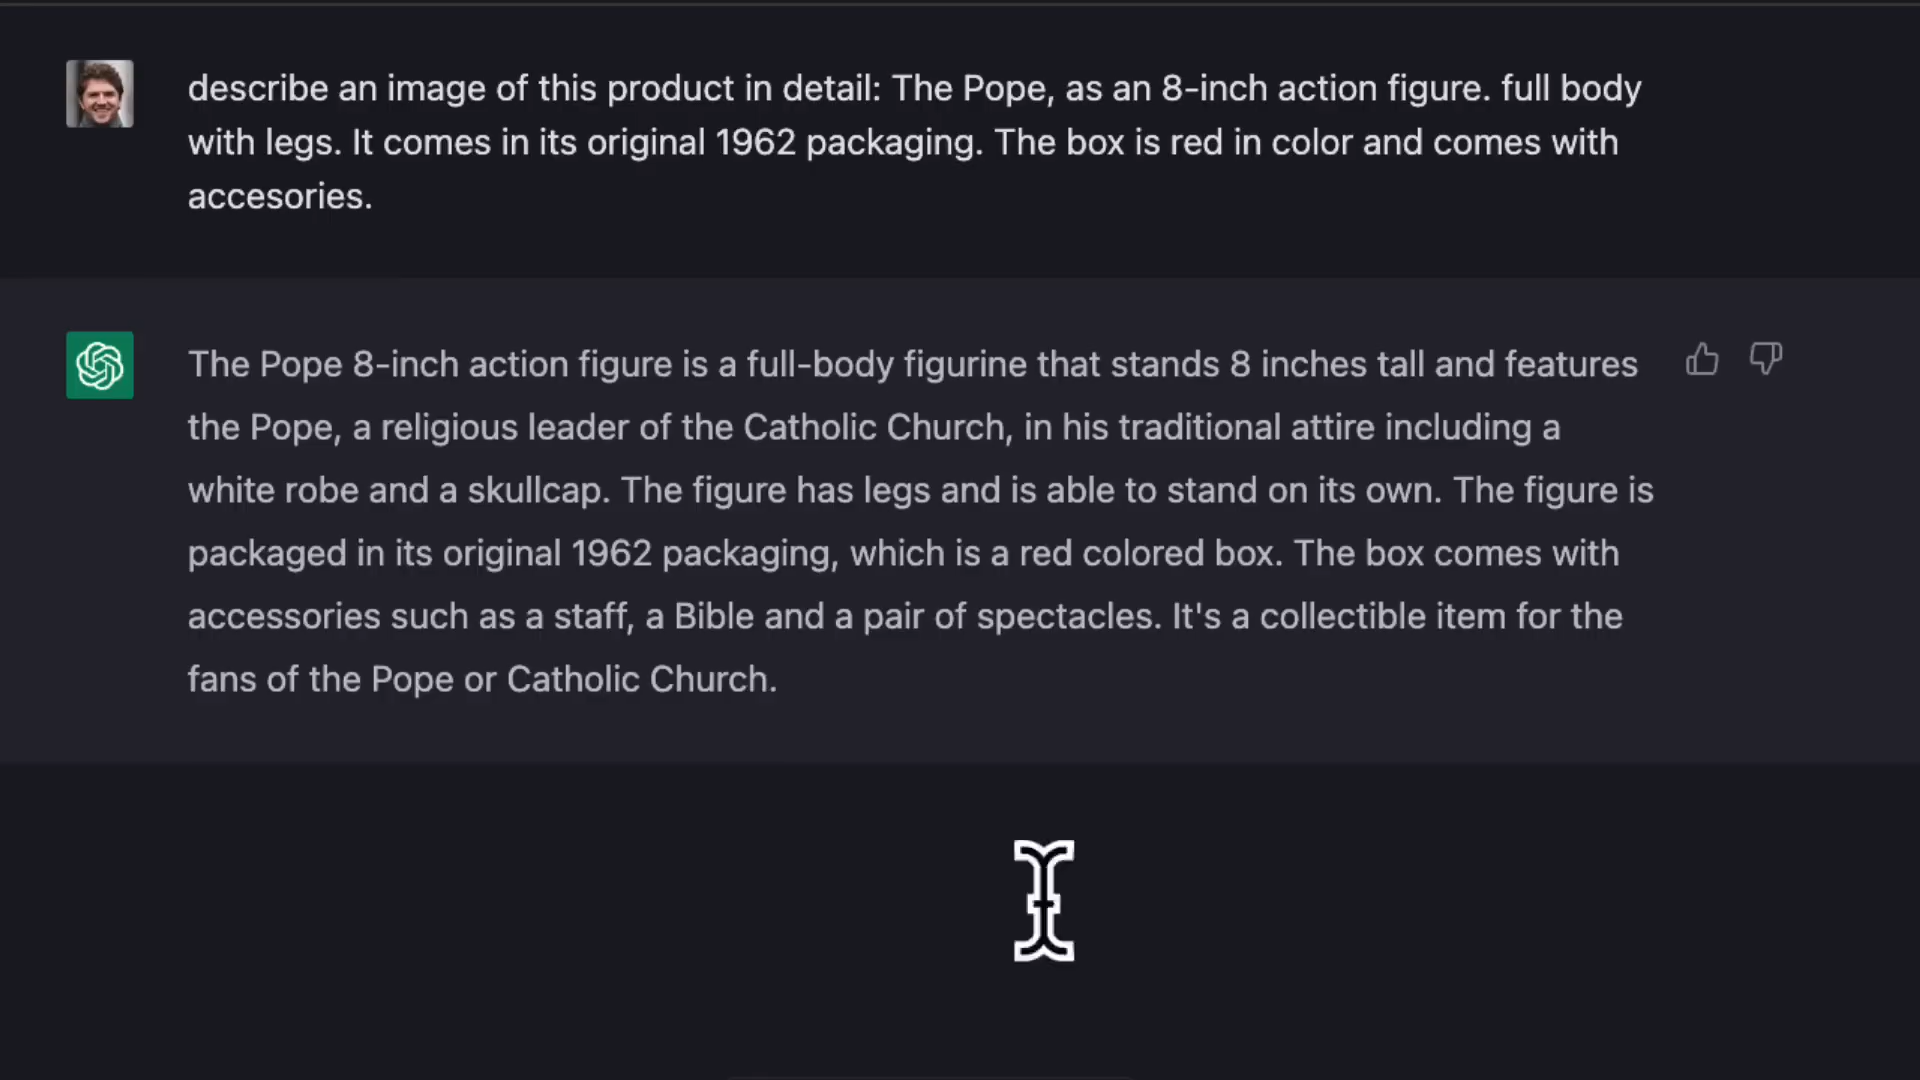 describe an image of this product in detail: The Pope, as an 8-inch action figure. full body
with legs. It comes in its original 1962 packaging. The box is red in color and comes with
accesories.
The Pope 8-inch action figure is a full-body figurine that stands 8 inches tall and features
the Pope, a religious leader of the Catholic Church, in his traditional attire including a
white robe and a skullcap. The figure has legs and is able to stand on its own. The figure is
packaged in its original 1962 packaging, which is a red colored box. The box comes with
accessories such as a staff, a Bible and a pair of spectacles. It's a collectible item for the
fans of the Pope or Catholic Church.